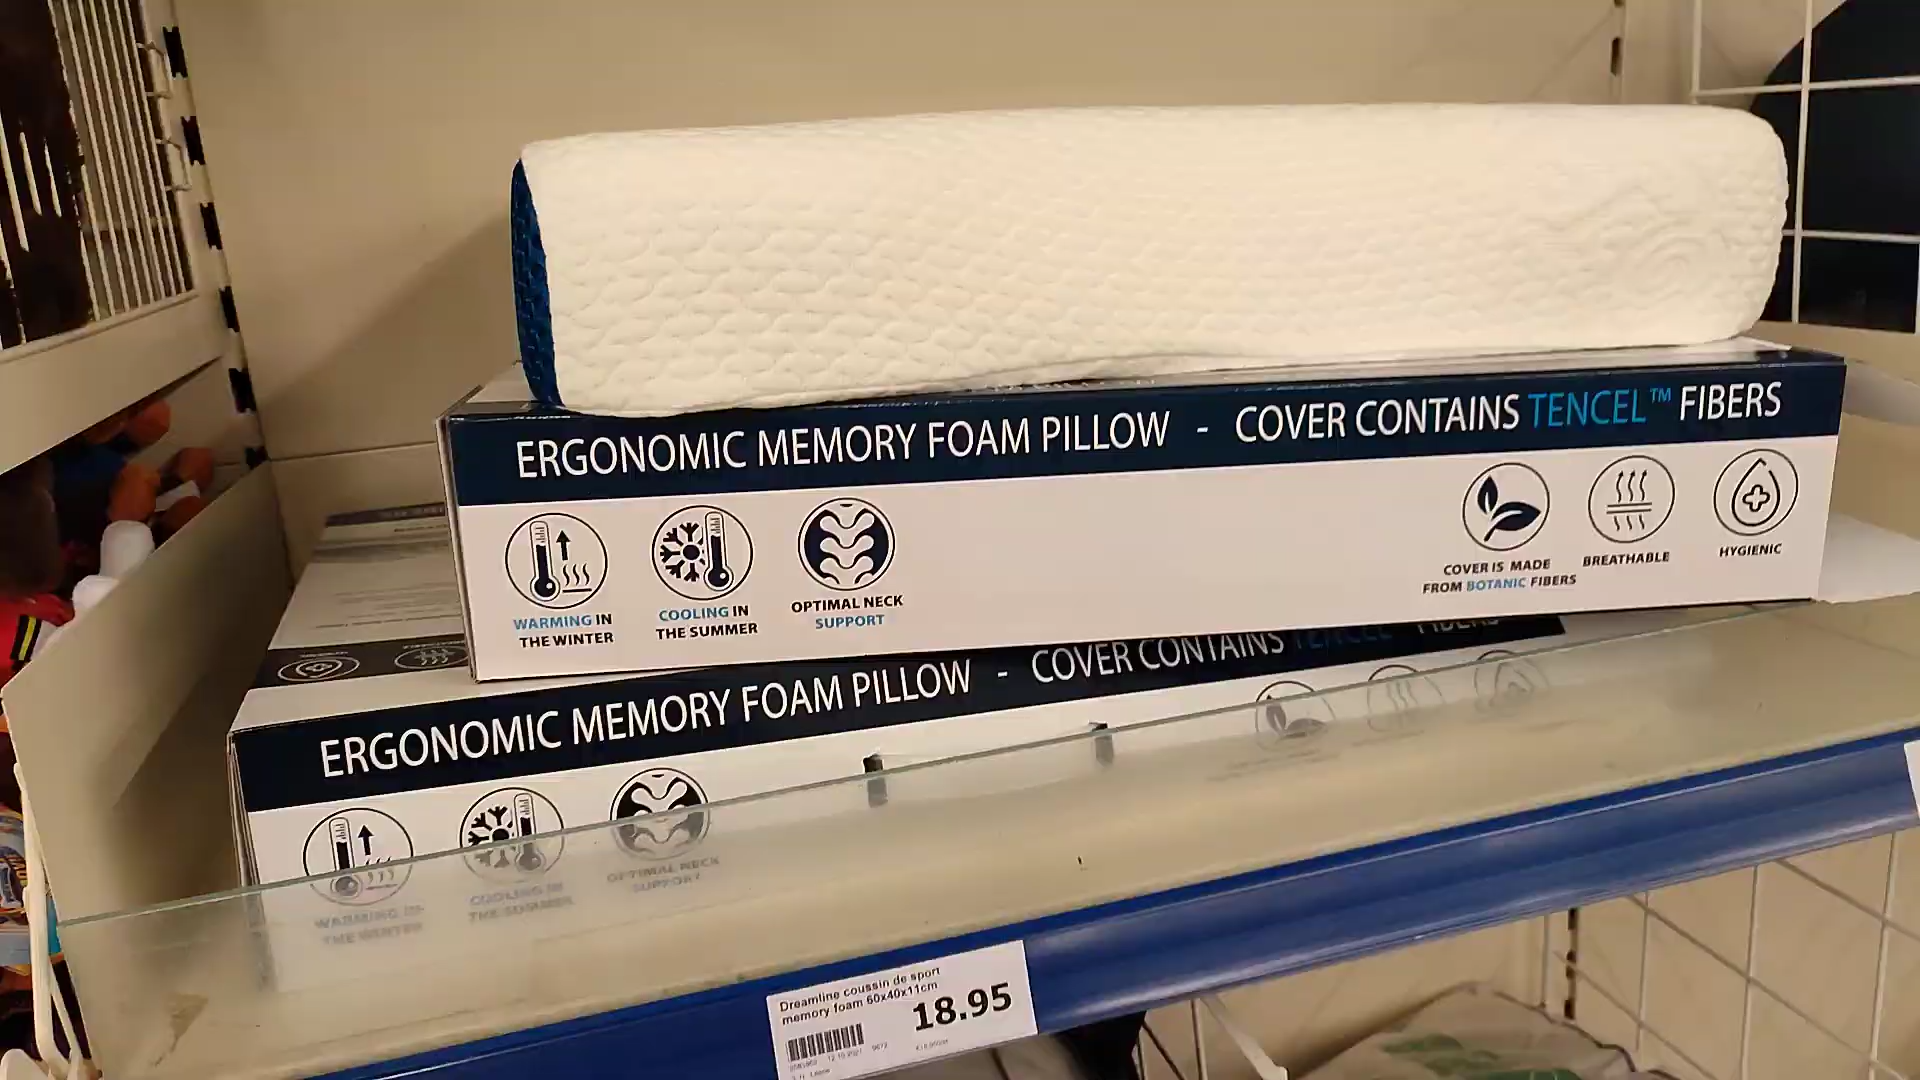 ERGONOMIC MEMORY FOAM PILLOW - COVER CONTAINS TENCEL™ FIBERS
WARMING IN
THE WINTER
COOLING IN
THE SUMMER
OPTIMAL NECK
SUPPORT
COVER IS MADE
FROM BOTANIC FIBERS
BREATHABLE
HYGIENIC
ERGONOMIC MEMORY FOAM PILLOW - COVER CONTAINS TENCEL FIBERS
WARMING IN
THE WINTER
COOLING IN
THE SUMMER
OPTIMAL NECK
SUPPORT
Dreamline coussin de sport
memory foam 60x40x11cm
18.95